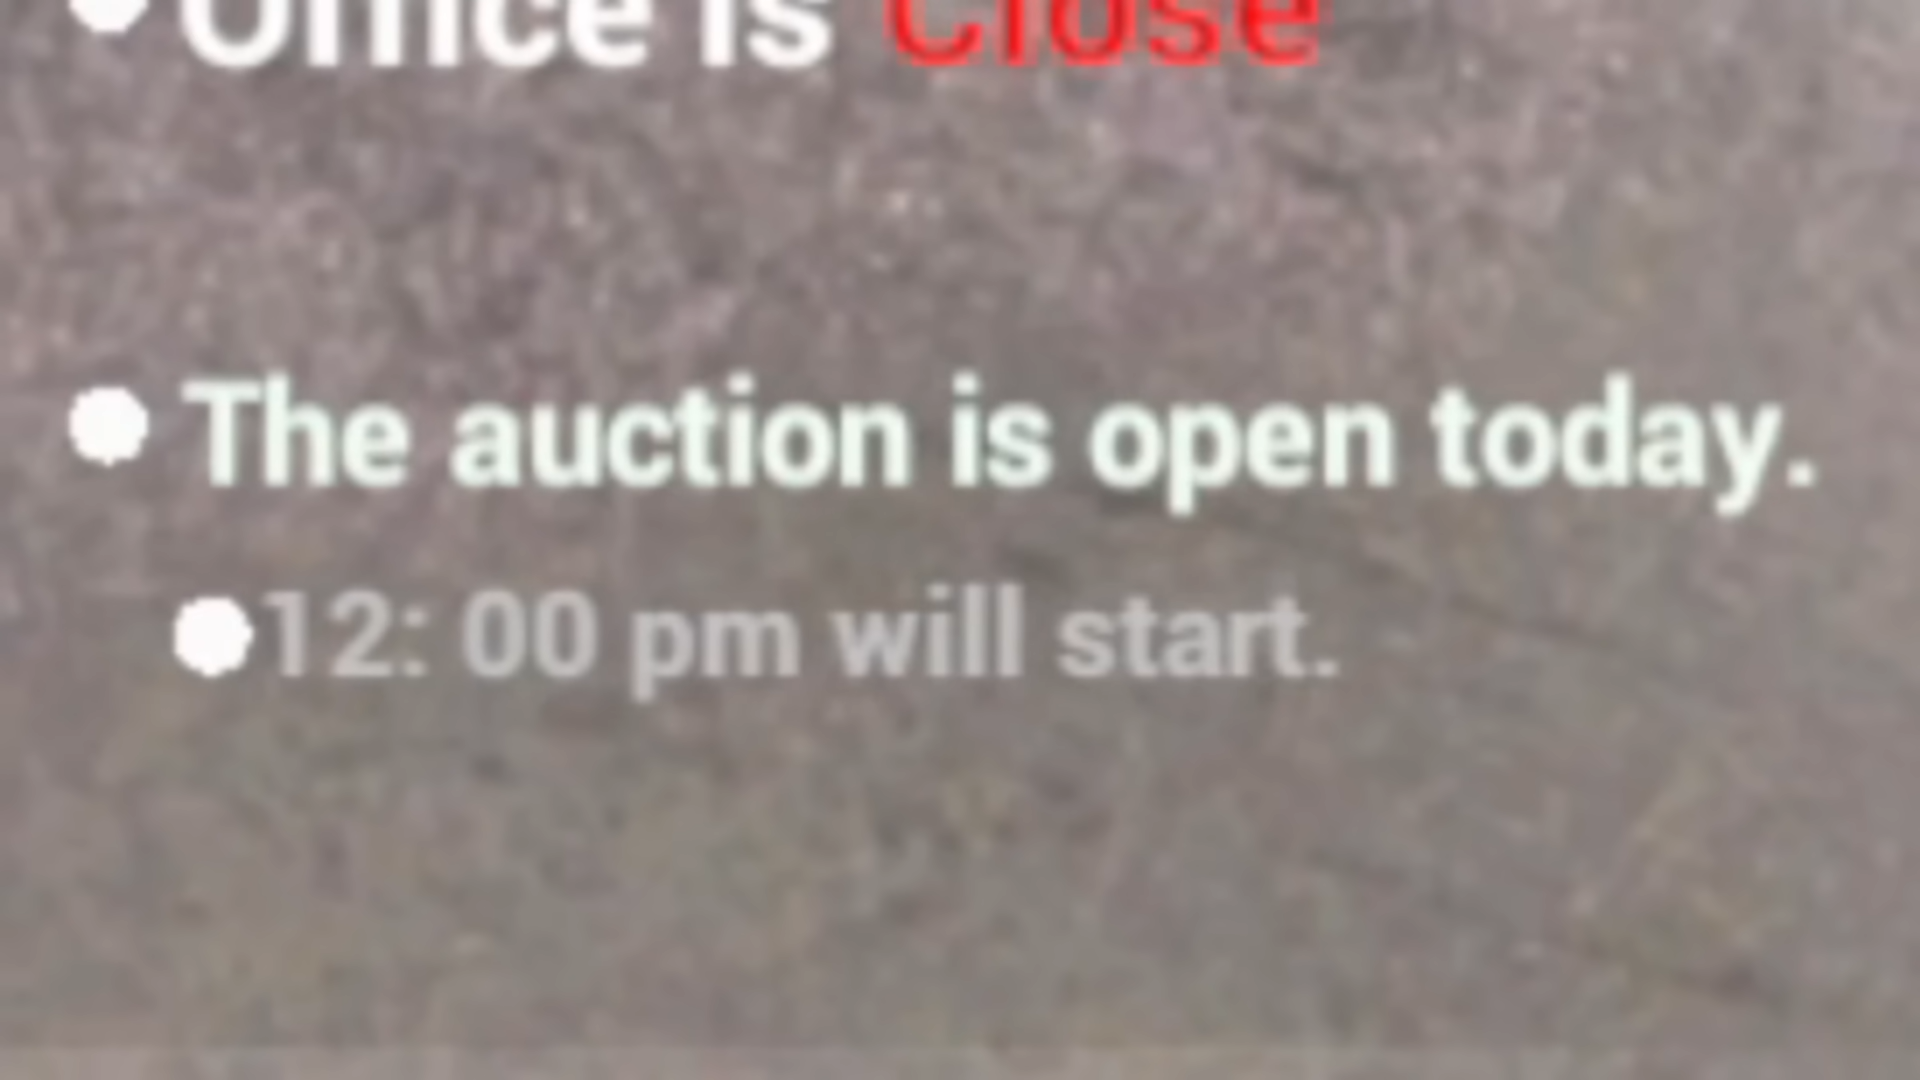 • Office is Close
• The auction is open today.
• 12: 00 pm will start.